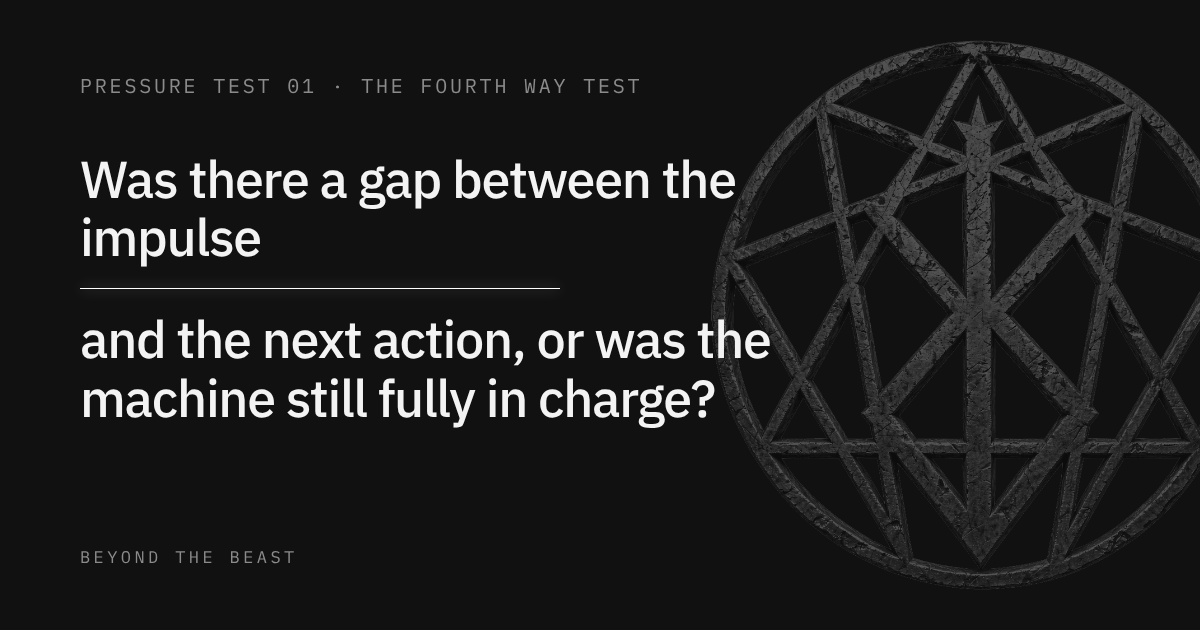 PRESSURE TEST 01 · THE FOURTH WAY TEST
Was there a gap between the
impulse
and the next action, or was the
machine still fully in charge?
BEYOND THE BEAST